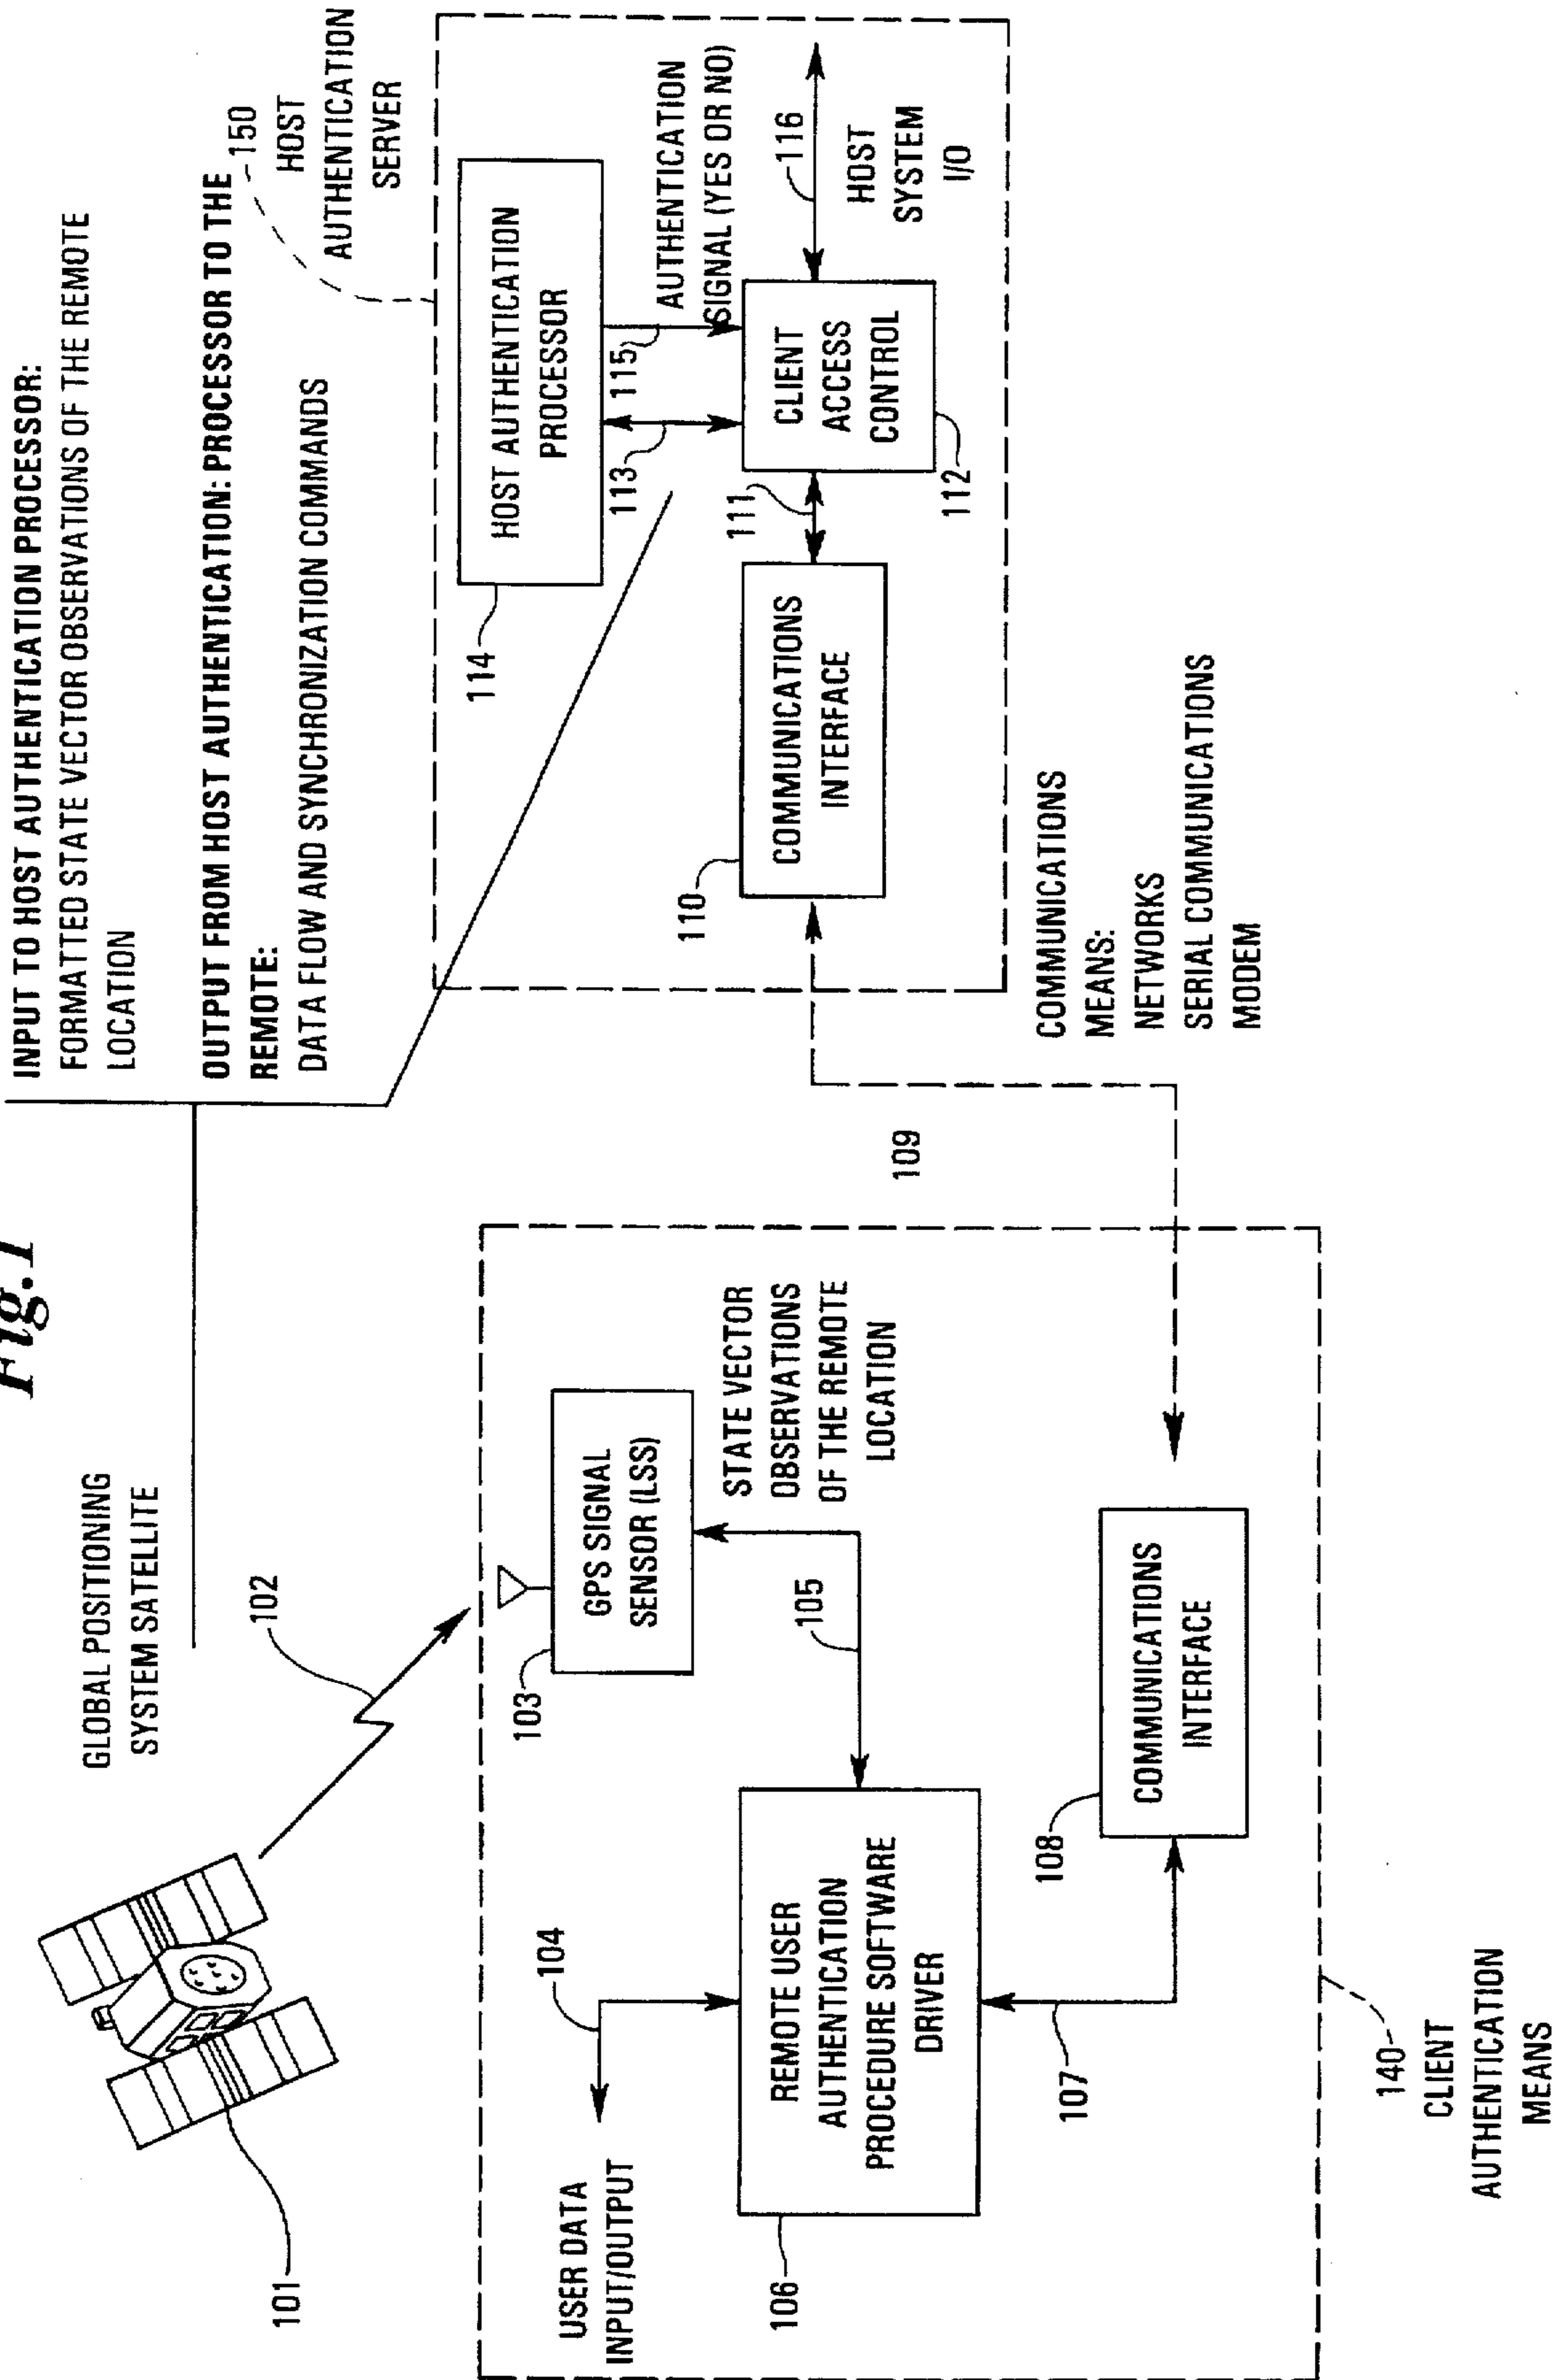 Fig.1
INPUT TO HOST AUTHENTICATION PROCESSOR:
FORMATTED STATE VECTOR OBSERVATIONS OF THE REMOTE
LOCATION
OUTPUT FROM HOST AUTHENTICATION: PROCESSOR TO THE
REMOTE:
DATA FLOW AND SYNCHRONIZATION COMMANDS
GLOBAL POSITIONING
SYSTEM SATELLITE
101
102
103
GPS SIGNAL
SENSOR (LSS)
STATE VECTOR
OBSERVATIONS
OF THE REMOTE
LOCATION
USER DATA
INPUT/OUTPUT
104
105
106
REMOTE USER
AUTHENTICATION
PROCEDURE SOFTWARE
DRIVER
107
108
COMMUNICATIONS
INTERFACE
140
CLIENT
AUTHENTICATION
MEANS
109
COMMUNICATIONS
MEANS:
NETWORKS
SERIAL COMMUNICATIONS
MODEM
150
HOST
AUTHENTICATION
SERVER
110
COMMUNICATIONS
INTERFACE
111
112
CLIENT
ACCESS
CONTROL
113
114
HOST AUTHENTICATION
PROCESSOR
115
AUTHENTICATION
SIGNAL (YES OR NO)
116
HOST
SYSTEM
I/O